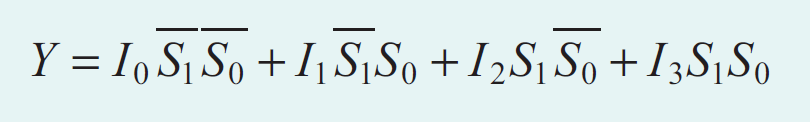 Y = I₀S̅₁S̅₀ + I₁S̅₁S₀ + I₂S₁S̅₀ + I₃S₁S₀